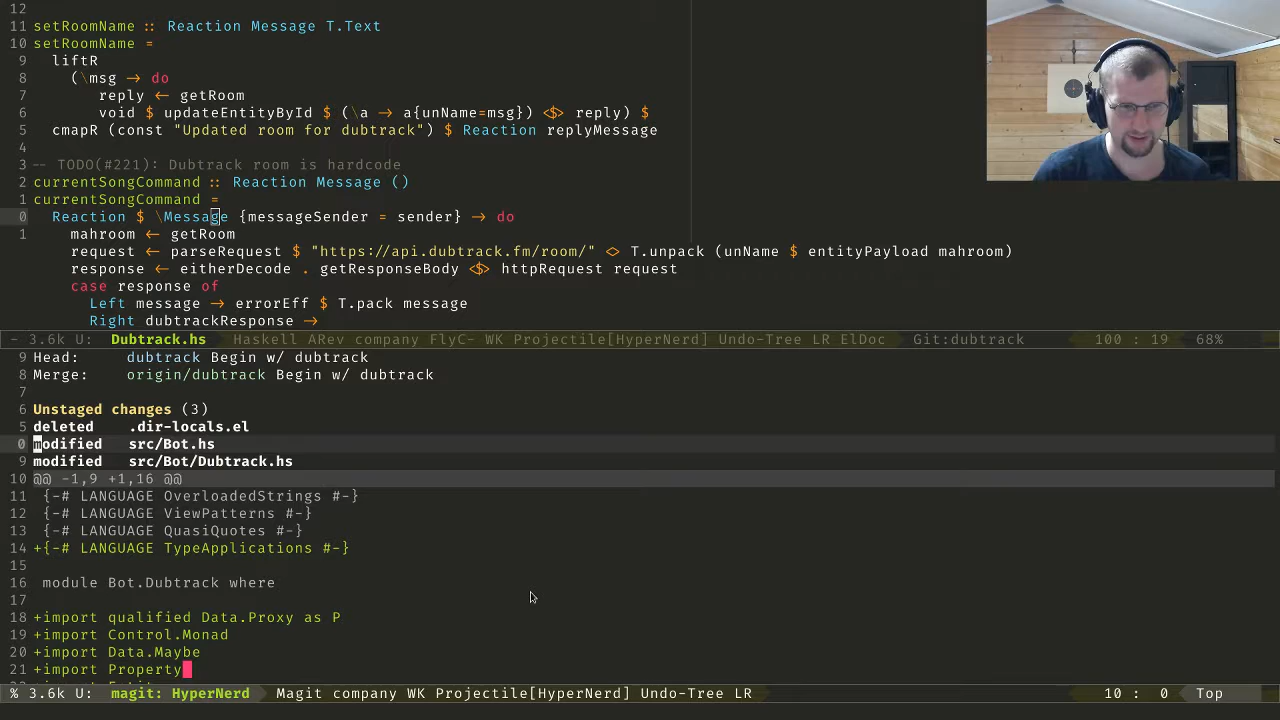 12
11 setRoomName :: Reaction Message T.Text
10 setRoomName =
9 liftR
8 (\msg → do
7 reply ← getRoom
6 void $ updateEntityById $ (\a → a{unName=msg}) <$> reply) $
5 cmapR (const "Updated room for dubtrack") $ Reaction replyMessage
4
3 -- TODO(#221): Dubtrack room is hardcode
2 currentSongCommand :: Reaction Message ()
1 currentSongCommand =
0 Reaction $ \Message {messageSender = sender} → do
1 mahroom ← getRoom
request ← parseRequest $ "https://api.dubtrack.fm/room/" <> T.unpack (unName $ entityPayload mahroom)
response ← eitherDecode . getResponseBody <$> httpRequest request
case response of
Left message → errorEff $ T.pack message
Right dubtrackResponse →
- 3.6k U: Dubtrack.hs Haskell ARev company FlyC- WK Projectile[HyperNerd] Undo-Tree LR ElDoc Git:dubtrack 100 : 19 68%
9 Head: dubtrack Begin w/ dubtrack
8 Merge: origin/dubtrack Begin w/ dubtrack
7
6 Unstaged changes (3)
5 deleted .dir-locals.el
0 modified src/Bot.hs
9 modified src/Bot/Dubtrack.hs
10 @@ -1,9 +1,16 @@
11 {-# LANGUAGE OverloadedStrings #-}
12 {-# LANGUAGE ViewPatterns #-}
13 {-# LANGUAGE QuasiQuotes #-}
14 +{-# LANGUAGE TypeApplications #-}
15
16 module Bot.Dubtrack where
17
18 +import qualified Data.Proxy as P
19 +import Control.Monad
20 +import Data.Maybe
21 +import Property
% 3.6k U: magit: HyperNerd Magit company WK Projectile[HyperNerd] Undo-Tree LR 10 : 0 Top